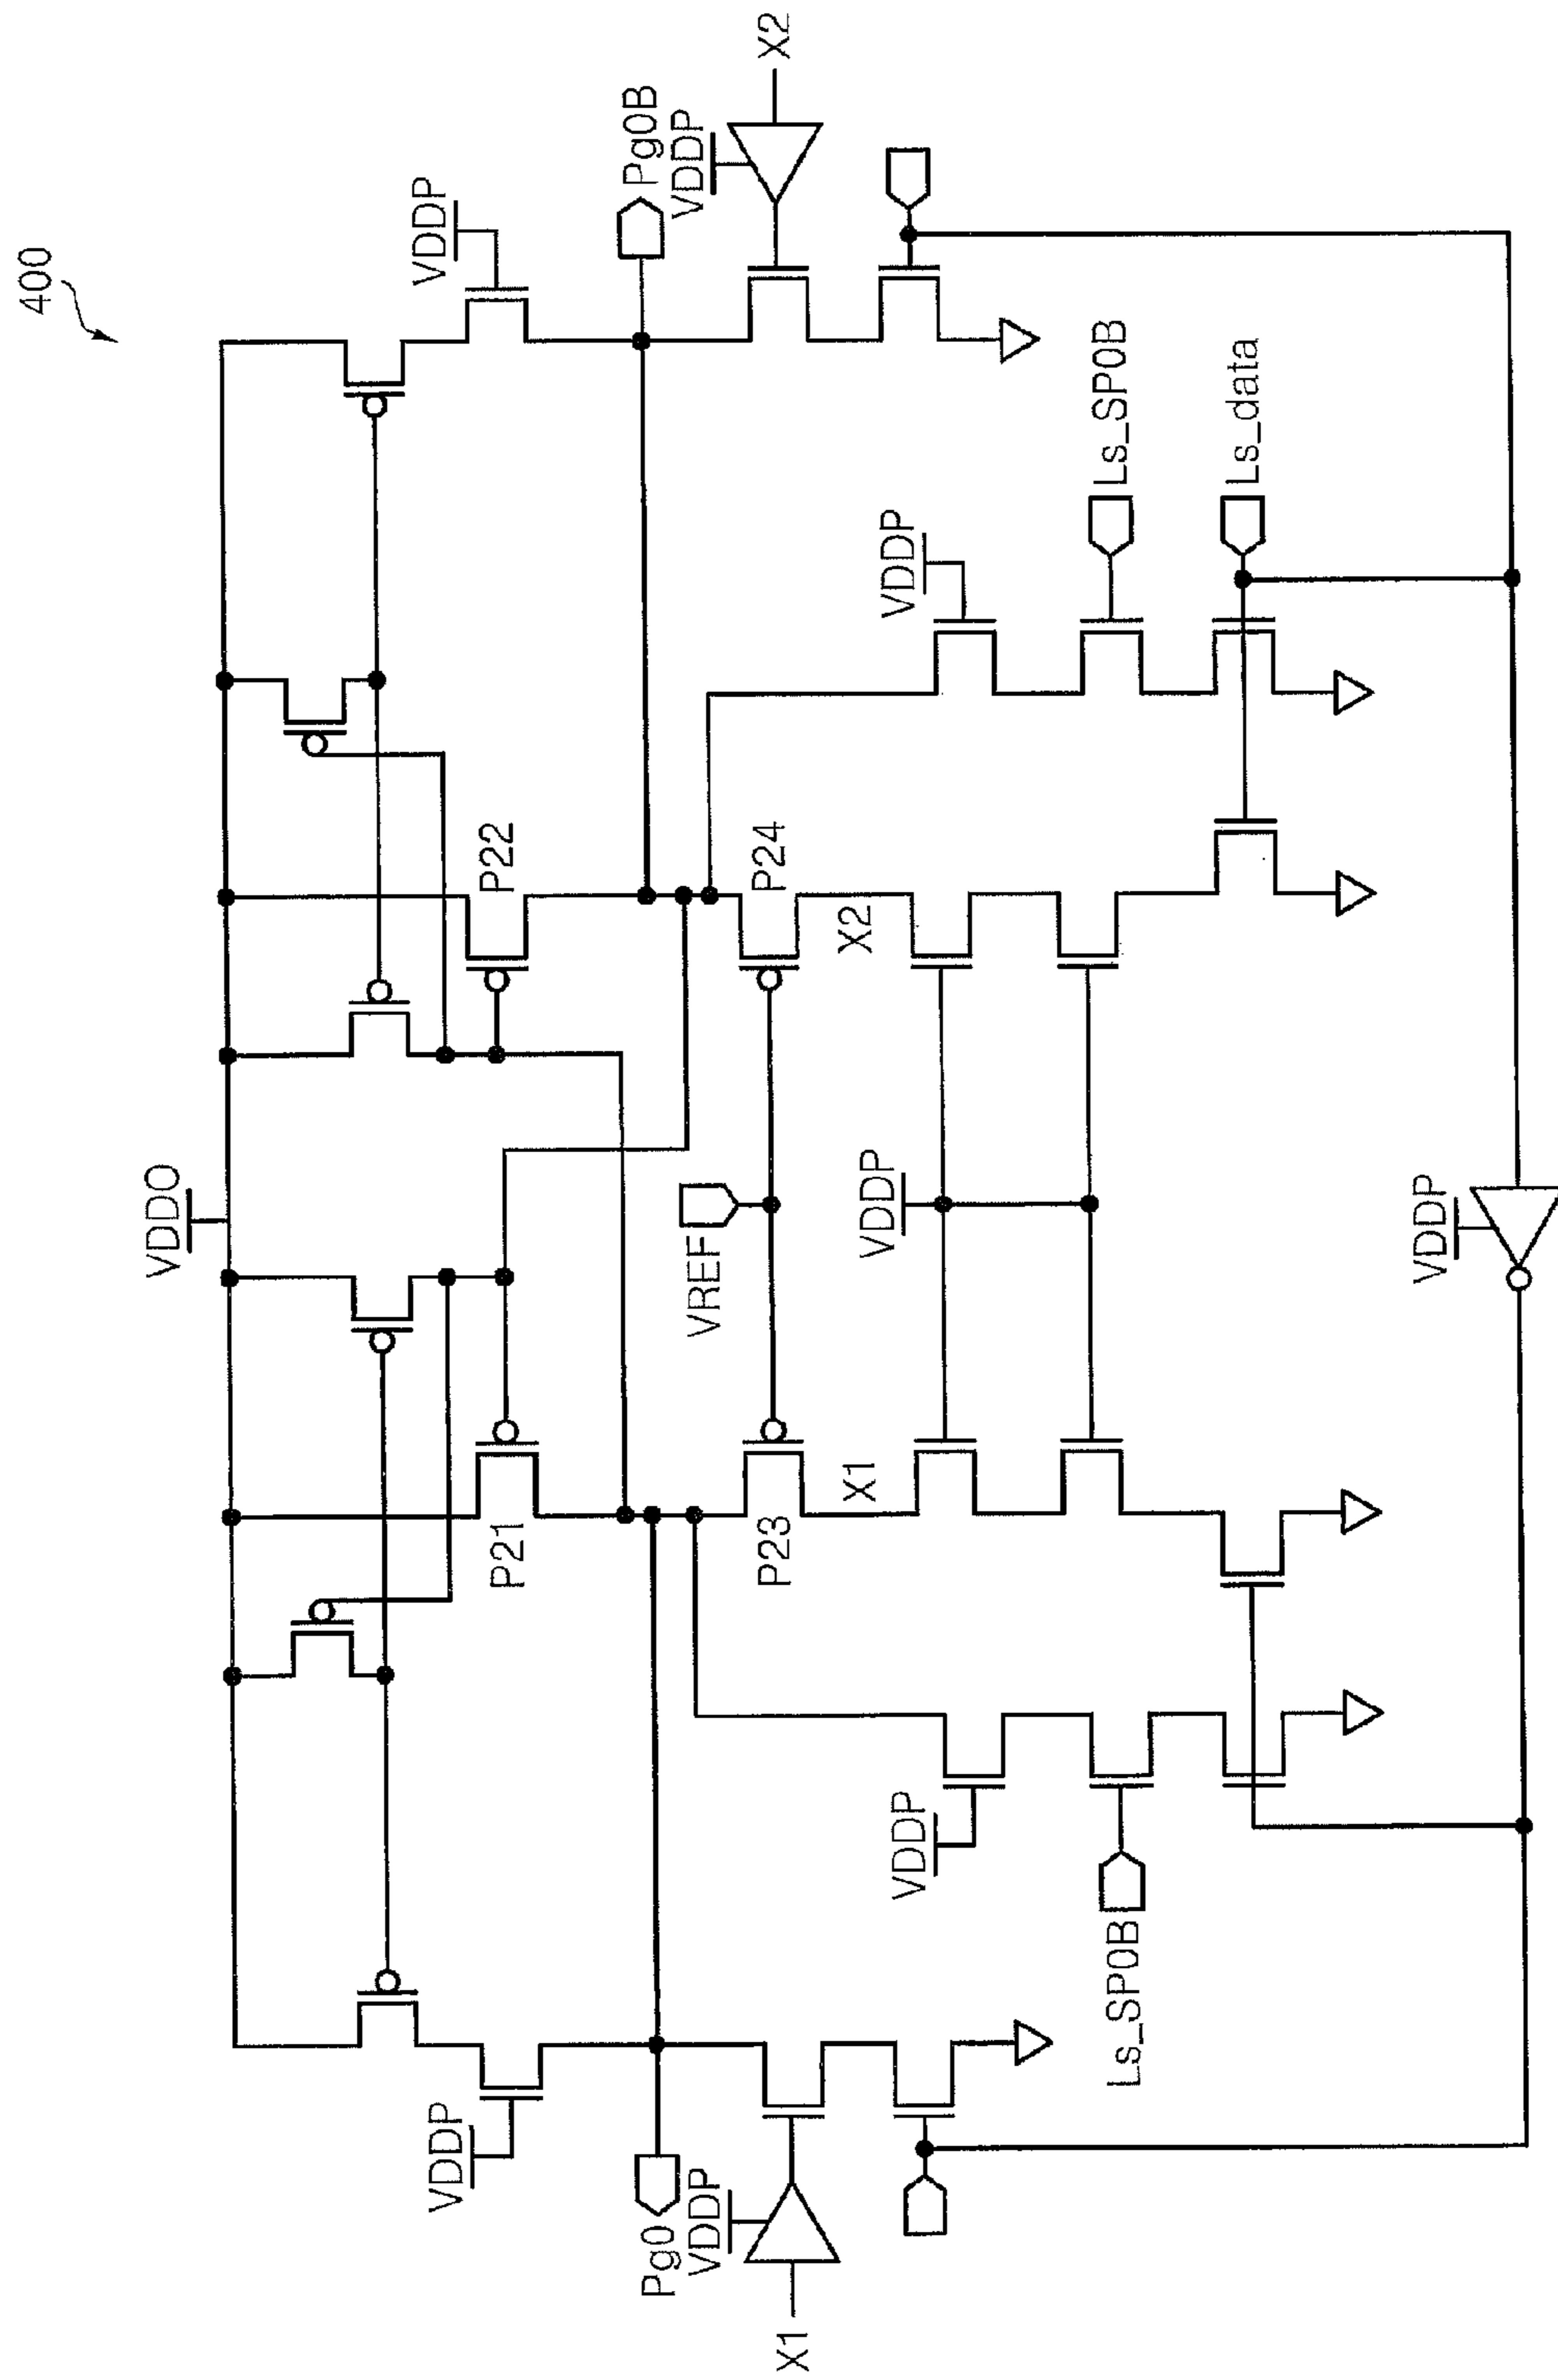 400
VDDO
VDDP
VDDP
P21
P22
Pg0
Pg0B
VDDP
VDDP
X1
X2
VREF
P23
P24
X1
X2
VDDP
VDDP
VDDP
Ls_SP0B
Ls_SP0B
Ls_data
VDDP